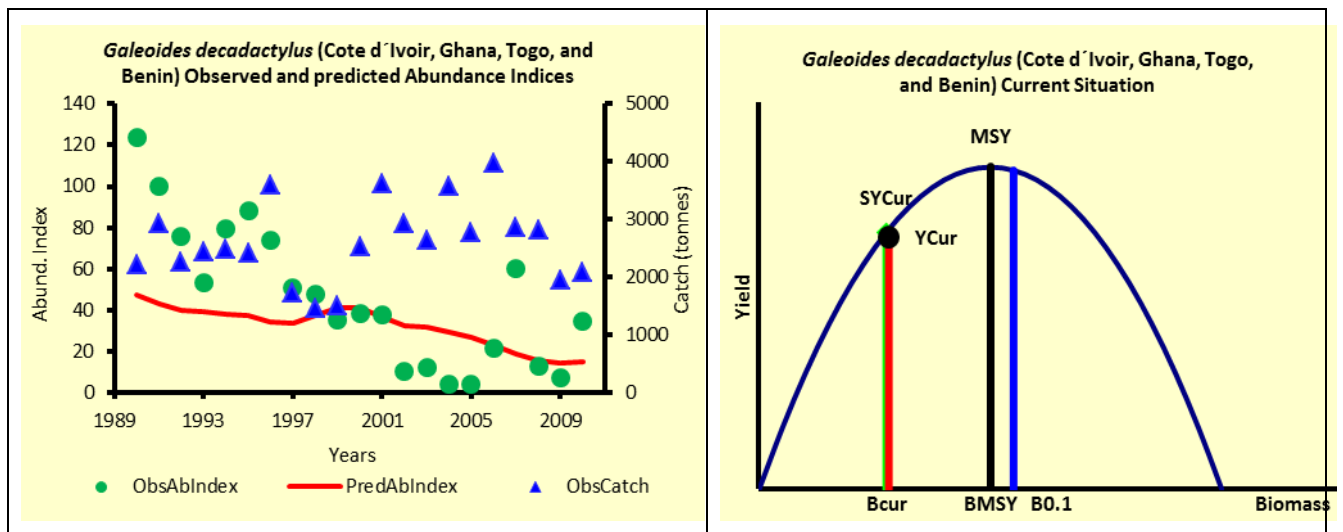 Galeoides decadactylus (Cote d´Ivoir, Ghana, Togo, and
Benin) Observed and predicted Abundance Indices
140
120
100
80
60
40
20
0
Abund. Index
5000
4000
3000
2000
1000
0
Catch (tonnes)
1989
1993
1997
2001
2005
2009
Years
ObsAbIndex
PredAbIndex
ObsCatch
Galeoides decadactylus (Cote d´Ivoir, Ghana, Togo,
and Benin) Current Situation
MSY
SYCur
YCur
Yield
Bcur
BMSY
B0.1
Biomass